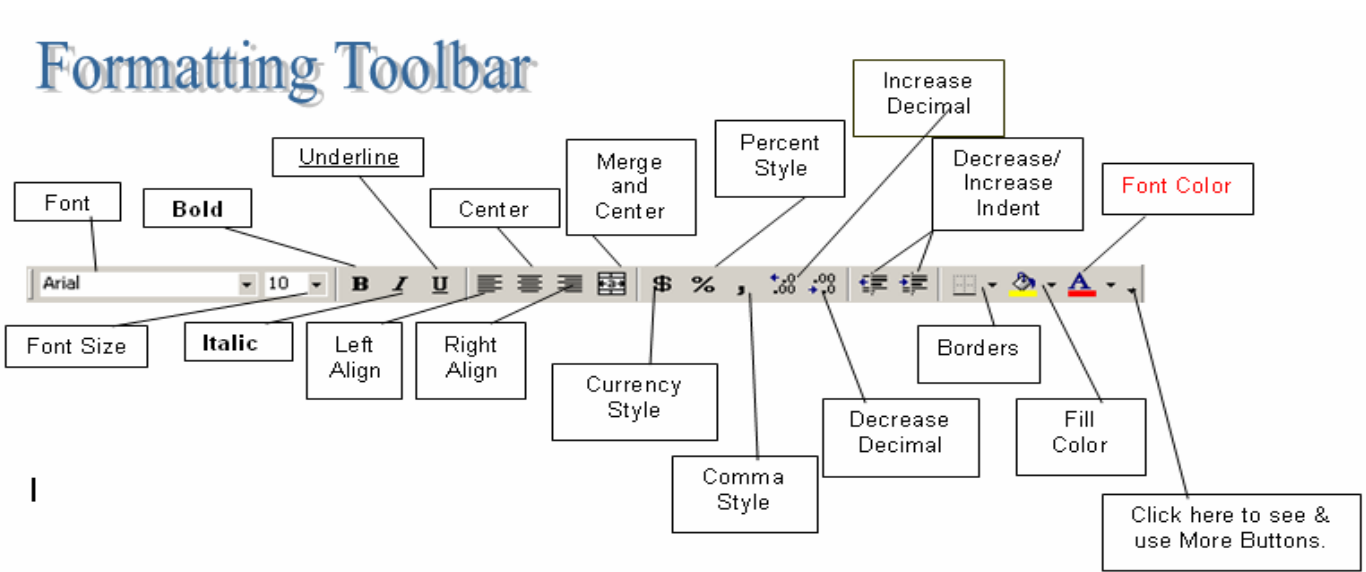 Formatting Toolbar
Increase
Decimal
Percent
Style
Underline
Merge
and
Center
Decrease/
Increase
Indent
Font Color
Font
Bold
Center
Arial
10
B I U
$ % , .00 .00
A
Font Size
Italic
Left
Align
Right
Align
Borders
Currency
Style
Decrease
Decimal
Fill
Color
Comma
Style
Click here to see &
use More Buttons.